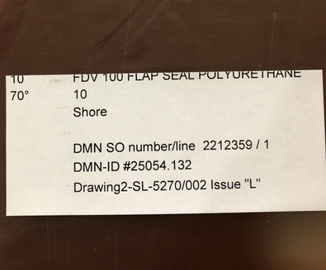 10 FDV 100 FLAP SEAL POLYURETHANE
70° 10
Shore
DMN SO number/line 2212359 / 1
DMN-ID #25054.132
Drawing2-SL-5270/002 Issue "L"